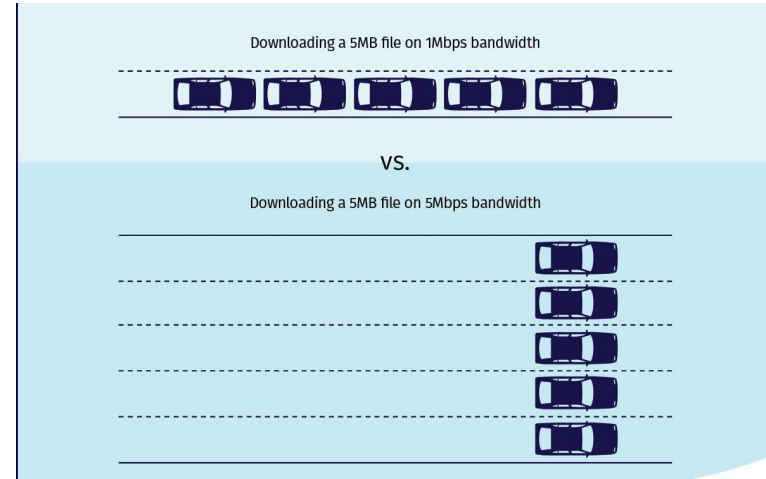 Downloading a 5MB file on 1Mbps bandwidth
vs.
Downloading a 5MB file on 5Mbps bandwidth